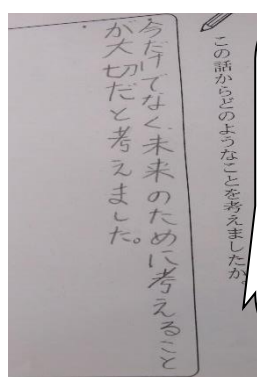 この話からどのようなことを考えましたか。
今だけでなく、未来のために考えること
が大切だと考えました。